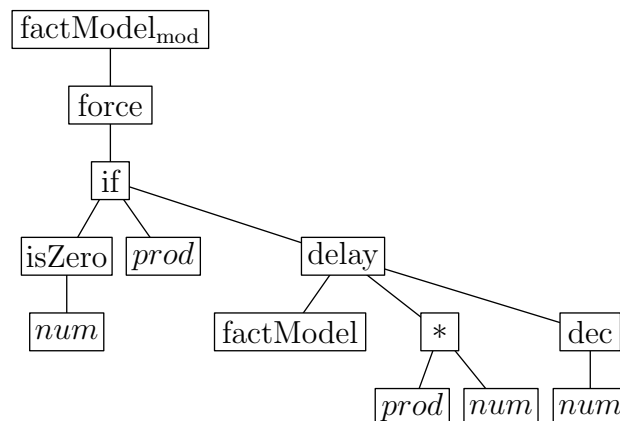 factModel_mod
force
if
isZero prod delay
num factModel * dec
prod num num